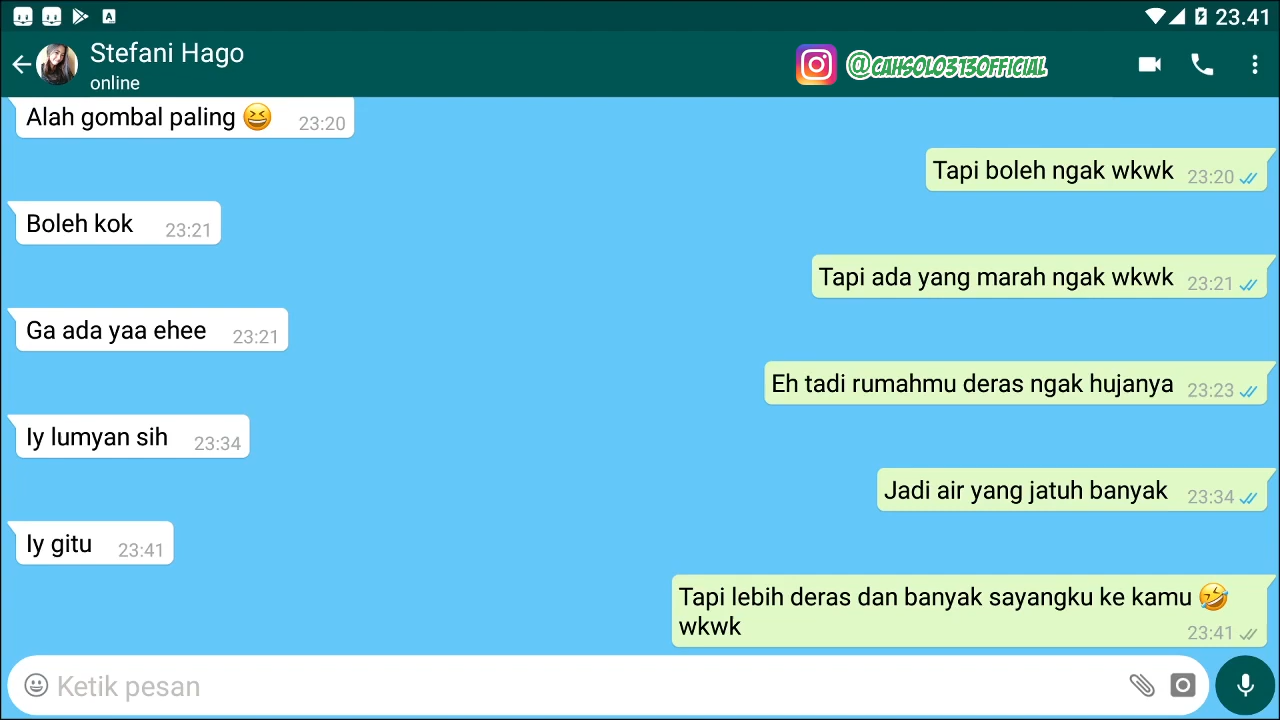 23.41
Stefani Hago
online
@CAHSOLO313OFFICIAL
Alah gombal paling 😆 23:20
Tapi boleh ngak wkwk 23:20
Boleh kok 23:21
Tapi ada yang marah ngak wkwk 23:21
Ga ada yaa ehee 23:21
Eh tadi rumahmu deras ngak hujanya 23:23
Iy lumyan sih 23:34
Jadi air yang jatuh banyak 23:34
Iy gitu 23:41
Tapi lebih deras dan banyak sayangku ke kamu 🤣
wkwk 23:41
Ketik pesan